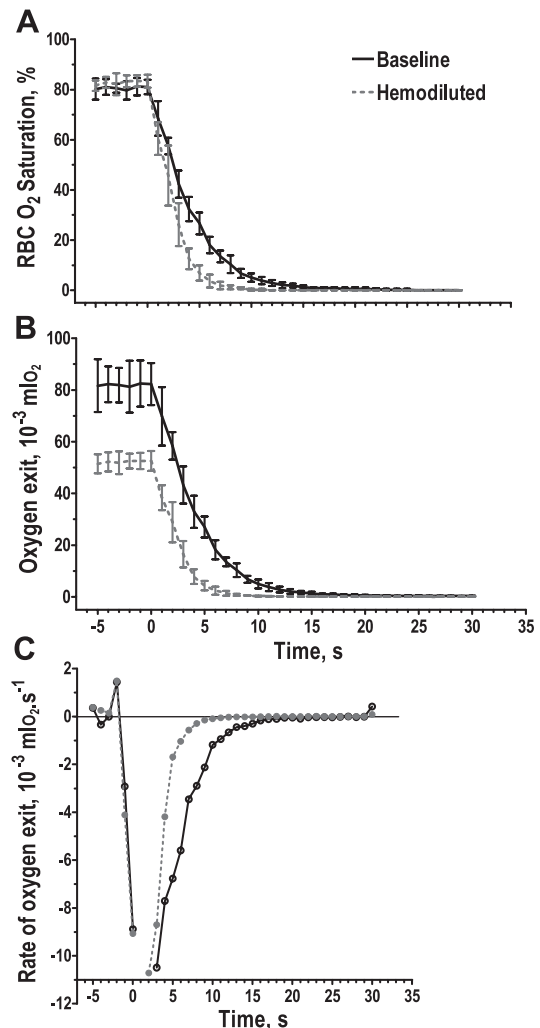 A
Baseline
Hemodiluted
RBC O2 Saturation, %
100
80
60
40
20
0
B
Oxygen exit, 10-3 mlo2
100
80
60
40
20
0
-5 0 5 10 15 20 25 30 35
Time, s
C
Rate of oxygen exit, 10-3 mlo2.s-1
2
0
-2
-4
-6
-8
-10
-12
-5 0 5 10 15 20 25 30 35
Time, s